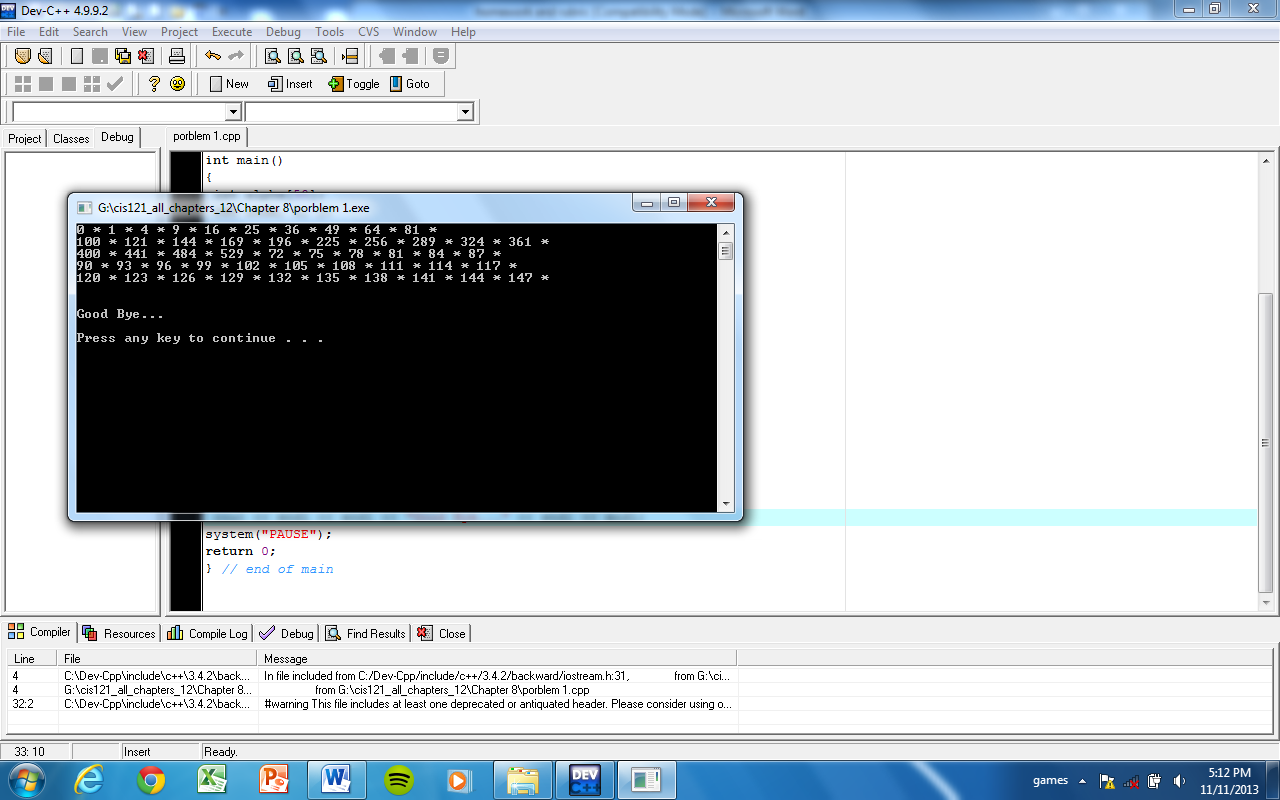 Dev-C++ 4.9.9.2
File Edit Search View Project Execute Debug Tools CVS Window Help
New Insert Toggle Goto
Project Classes Debug porblem 1.cpp
int main()
{
G:\cis121_all_chapters_12\Chapter 8\porblem 1.exe
0 * 1 * 4 * 9 * 16 * 25 * 36 * 49 * 64 * 81 *
100 * 121 * 144 * 169 * 196 * 225 * 256 * 289 * 324 * 361 *
400 * 441 * 484 * 529 * 72 * 75 * 78 * 81 * 84 * 87 *
90 * 93 * 96 * 99 * 102 * 105 * 108 * 111 * 114 * 117 *
120 * 123 * 126 * 129 * 132 * 135 * 138 * 141 * 144 * 147 *
Good Bye...
Press any key to continue . . .
system("PAUSE");
return 0;
} // end of main
Compiler Resources Compile Log Debug Find Results Close
Line File Message
4 C:\Dev-Cpp\include\c++\3.4.2\back... In file included from C:/Dev-Cpp/include/c++/3.4.2/backward/iostream.h:31, from G:\ci...
4 G:\cis121_all_chapters_12\Chapter 8... from G:\cis121_all_chapters_12\Chapter 8\porblem 1.cpp
32:2 C:\Dev-Cpp\include\c++\3.4.2\back... #warning This file includes at least one deprecated or antiquated header. Please consider using o...
33: 10 Insert Ready.
DEV C++
games 5:12 PM
11/11/2013